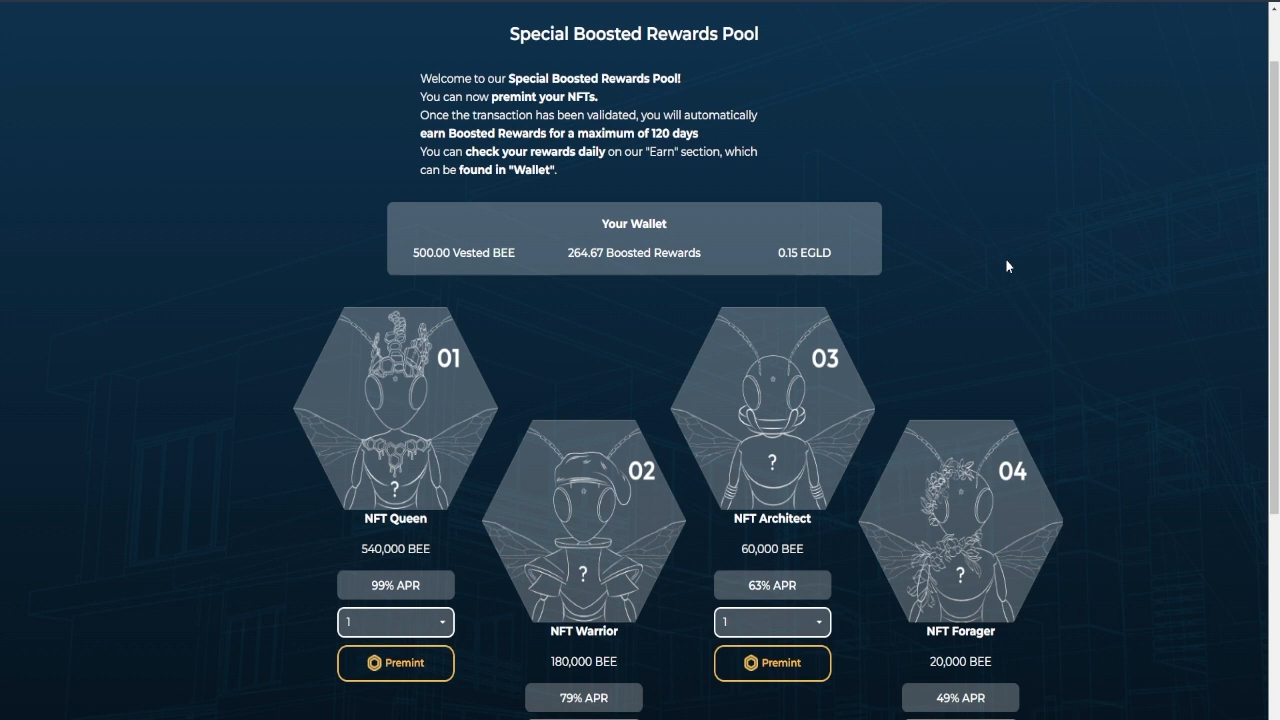 Special Boosted Rewards Pool
Welcome to our Special Boosted Rewards Pool!
You can now premint your NFTs.
Once the transaction has been validated, you will automatically
earn Boosted Rewards for a maximum of 120 days
You can check your rewards daily on our "Earn" section, which
can be found in "Wallet".
Your Wallet
500.00 Vested BEE
264.67 Boosted Rewards
0.15 EGLD
01
?
NFT Queen
540,000 BEE
99% APR
1
Premint
02
?
NFT Warrior
180,000 BEE
79% APR
03
?
NFT Architect
60,000 BEE
63% APR
1
Premint
04
?
NFT Forager
20,000 BEE
49% APR